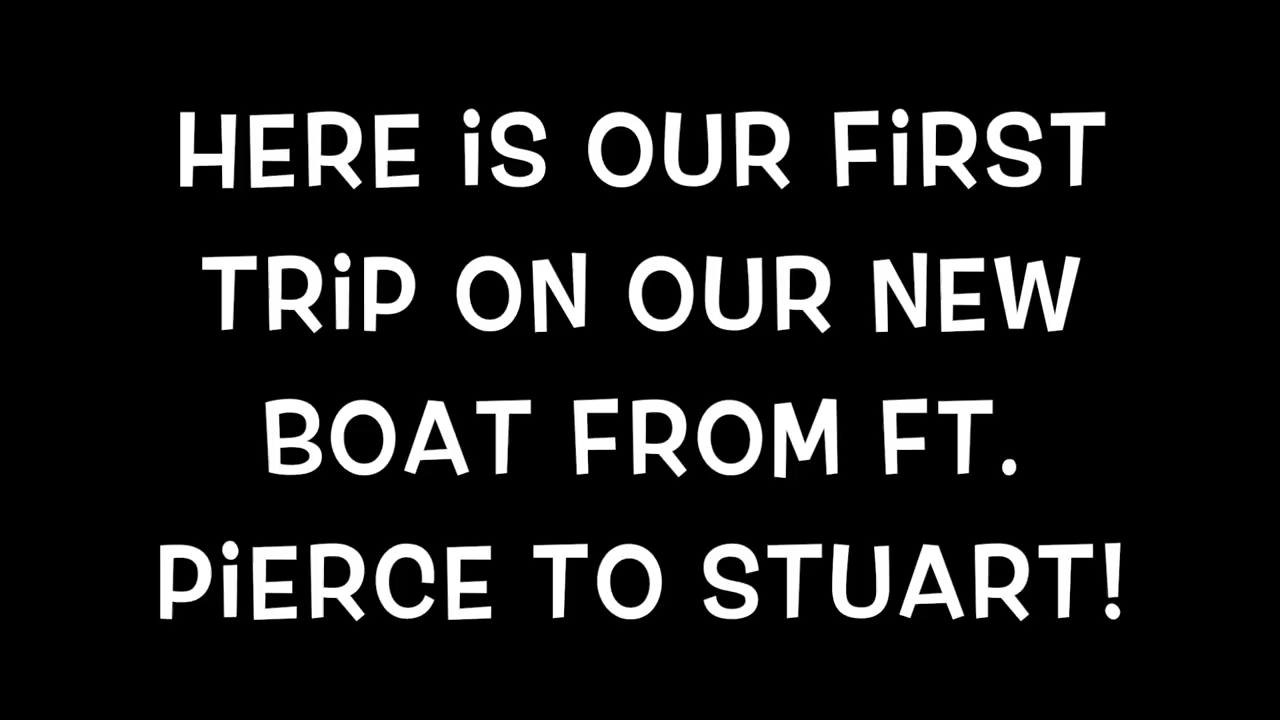 HERE iS OUR FiRST
TRiP ON OUR NEW
BOAT FROM FT.
PiERCE TO STUART!